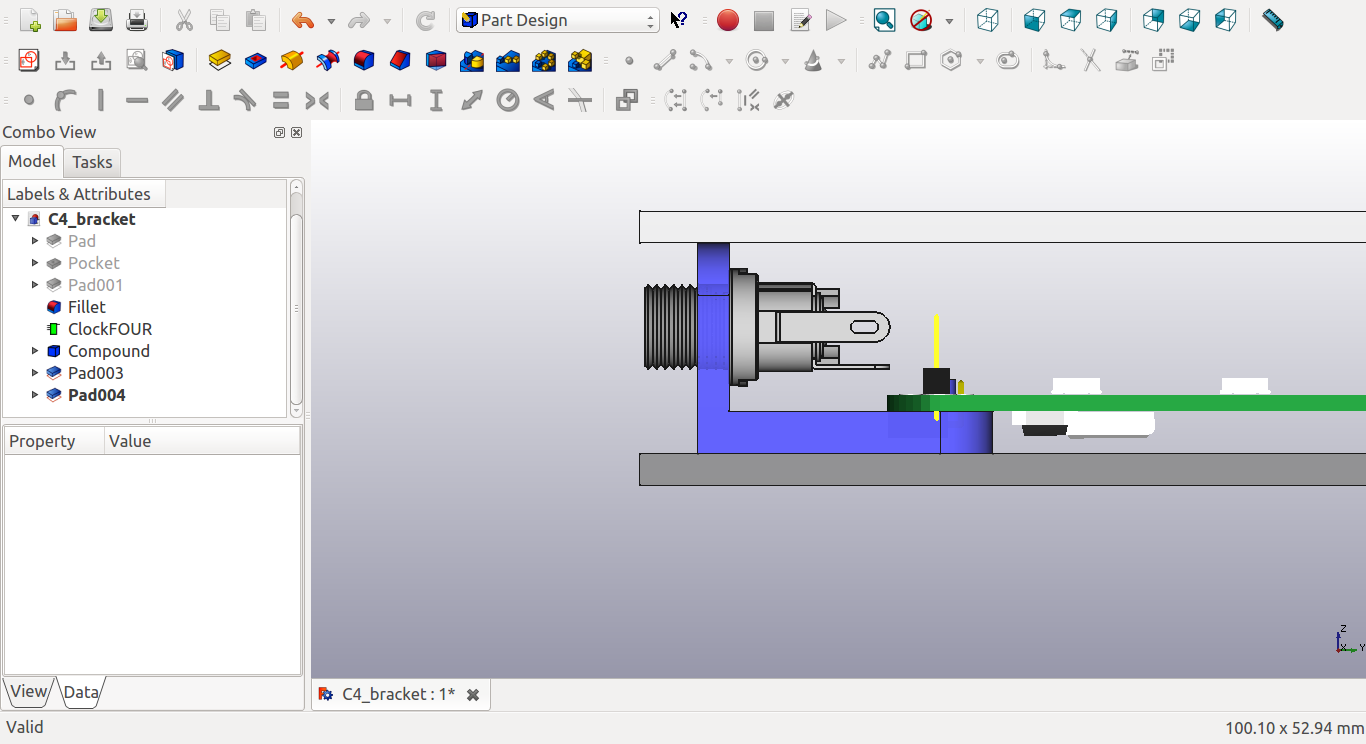 Part Design
Combo View
Model
Tasks
Labels & Attributes
C4_bracket
Pad
Pocket
Pad001
Fillet
ClockFOUR
Compound
Pad003
Pad004
Property
Value
View
Data
Z
X
Y
C4_bracket : 1*
Valid
100.10 x 52.94 mm